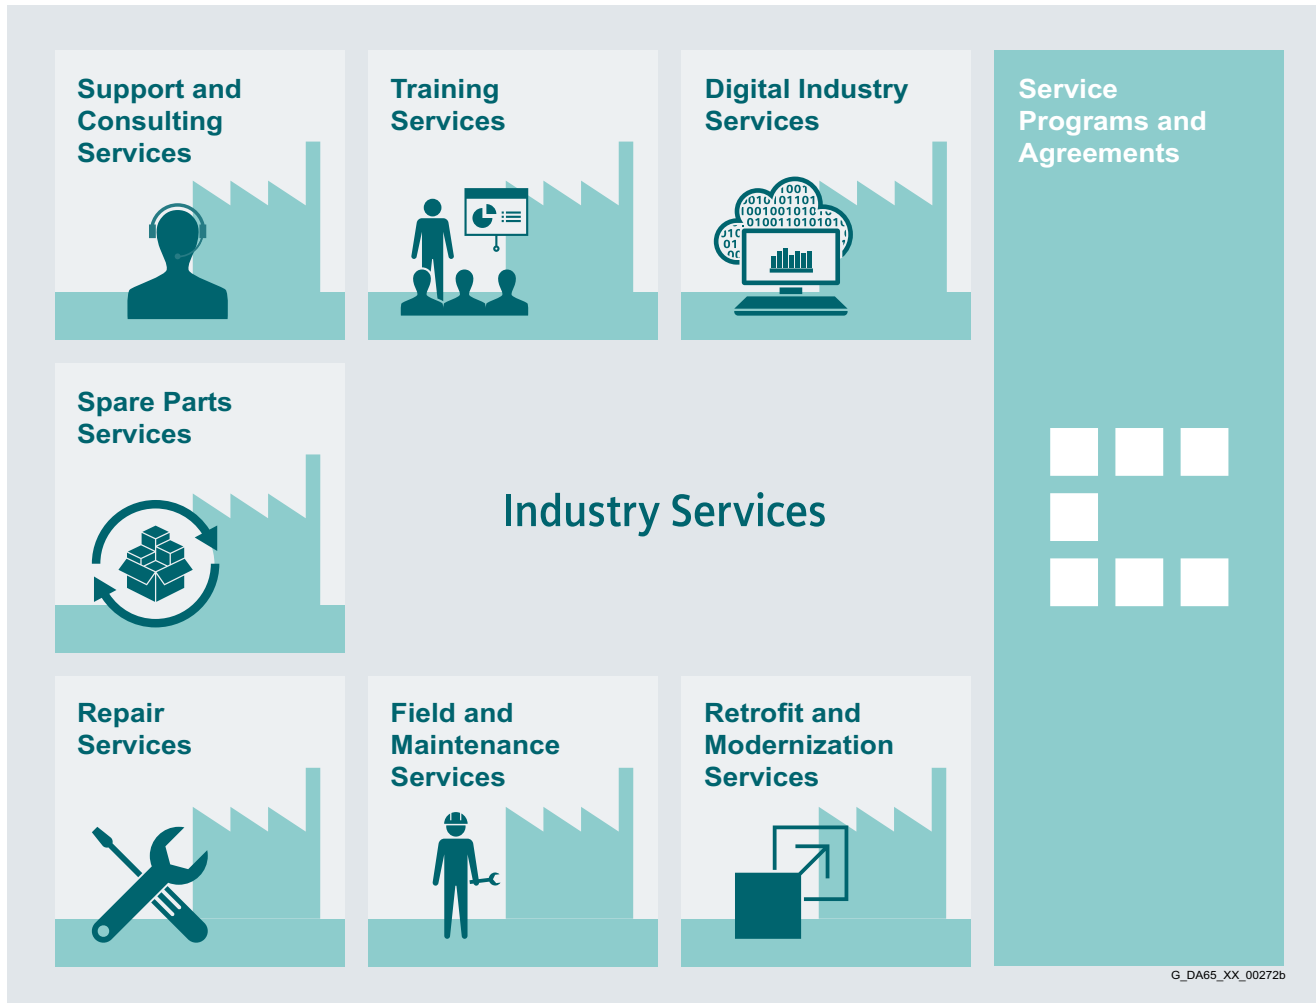 Support and
Consulting
Services
Training
Services
Digital Industry
Services
Service
Programs and
Agreements
Spare Parts
Services
Industry Services
Repair
Services
Field and
Maintenance
Services
Retrofit and
Modernization
Services
G_DA65_XX_00272b